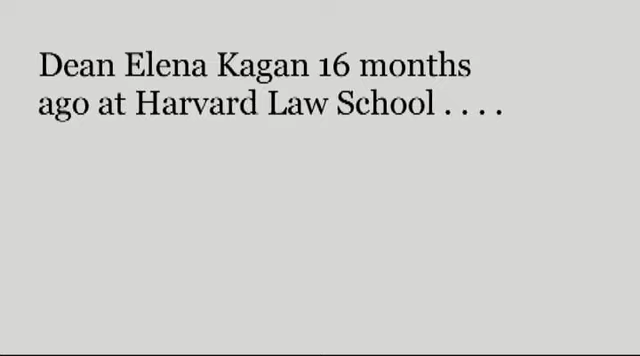 Dean Elena Kagan 16 months
ago at Harvard Law School . . . .